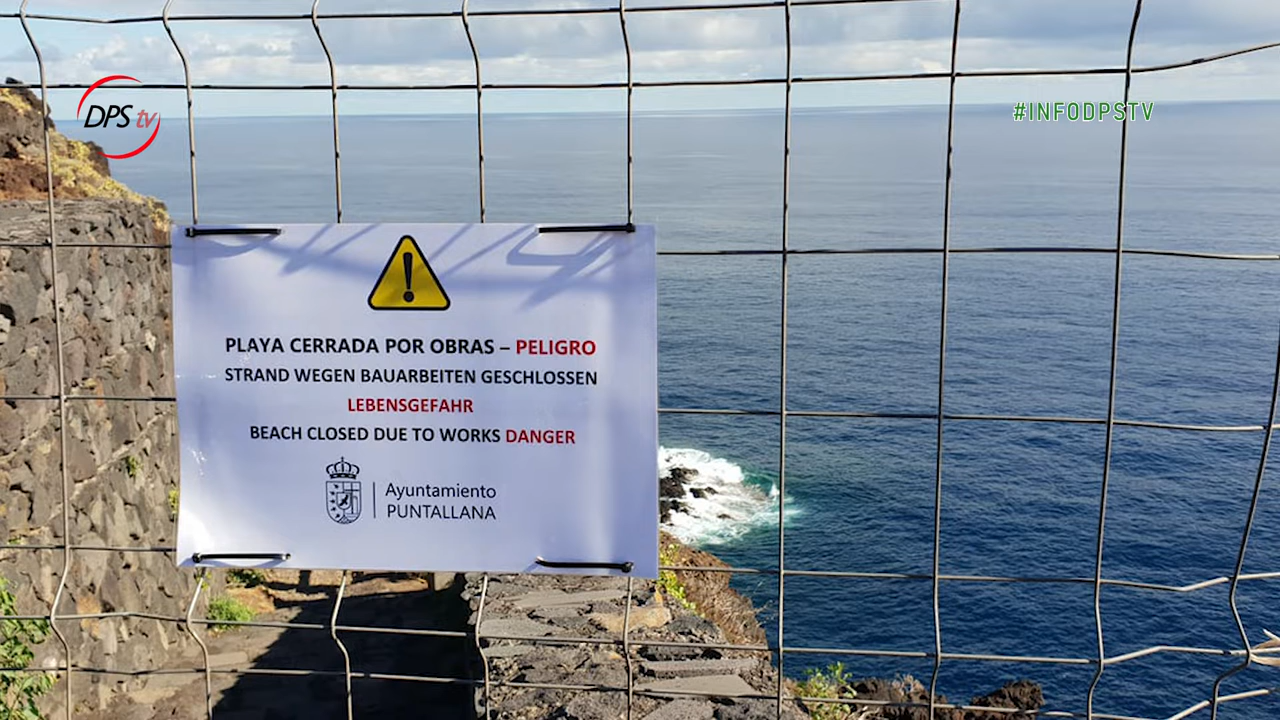 DPS tv
#INFODPSTV
PLAYA CERRADA POR OBRAS – PELIGRO
STRAND WEGEN BAUARBEITEN GESCHLOSSEN
LEBENSGEFAHR
BEACH CLOSED DUE TO WORKS DANGER
Ayuntamiento
PUNTALLANA